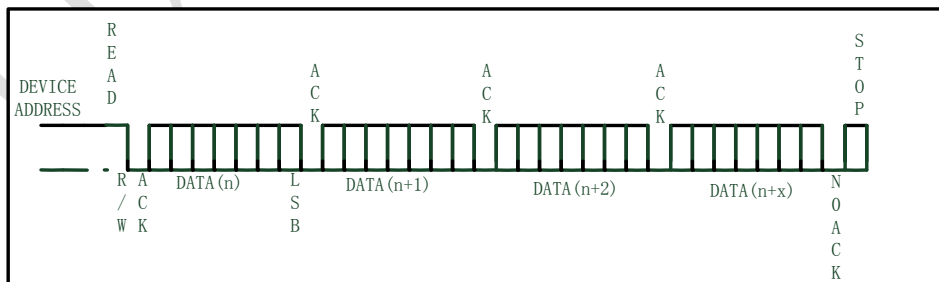 DEVICE
ADDRESS
READ
R/W
ACK
DATA(n)
LSB
ACK
DATA(n+1)
ACK
DATA(n+2)
ACK
DATA(n+x)
NOACK
STOP